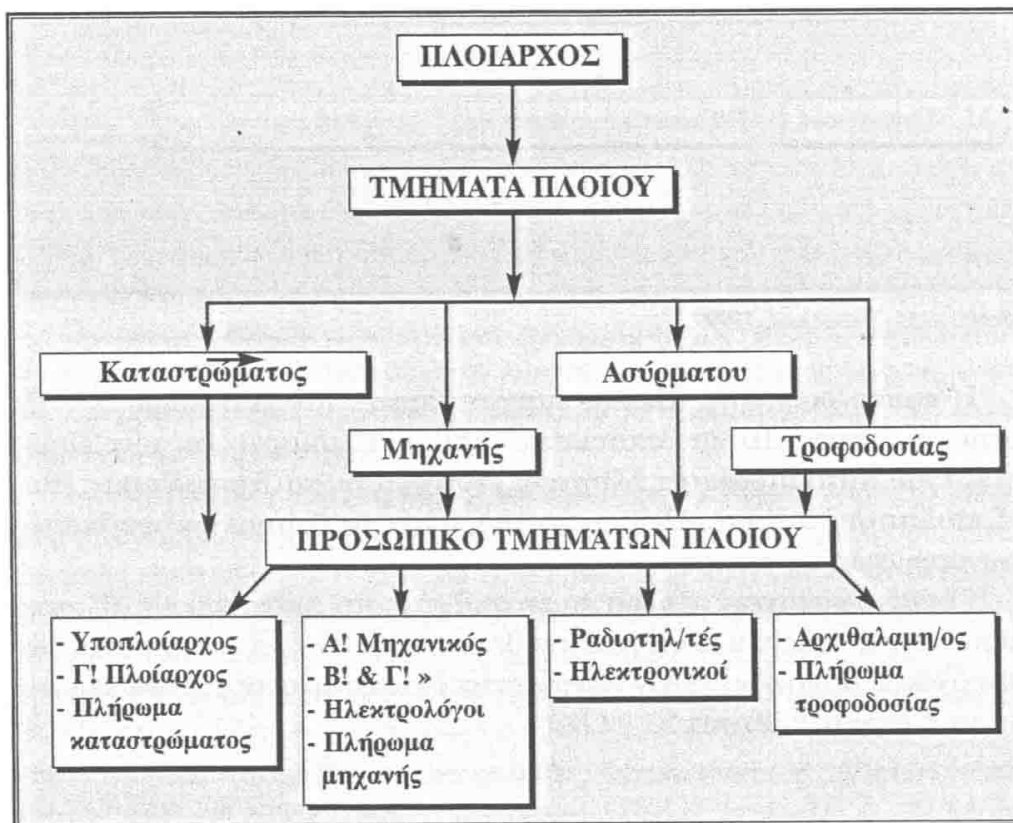 ΠΛΟΙΑΡΧΟΣ
ΤΜΗΜΑΤΑ ΠΛΟΙΟΥ
Καταστρώματος
Ασύρματου
Μηχανής
Τροφοδοσίας
ΠΡΟΣΩΠΙΚΟ ΤΜΗΜΑΤΩΝ ΠΛΟΙΟΥ
- Υποπλοίαρχος
- Γ! Πλοίαρχος
- Πλήρωμα
καταστρώματος
- Α! Μηχανικός
- Β! & Γ! »
- Ηλεκτρολόγοι
- Πλήρωμα
μηχανής
- Ραδιοτηλ/τές
- Ηλεκτρονικοί
- Αρχιθαλαμη/ος
- Πλήρωμα
τροφοδοσίας